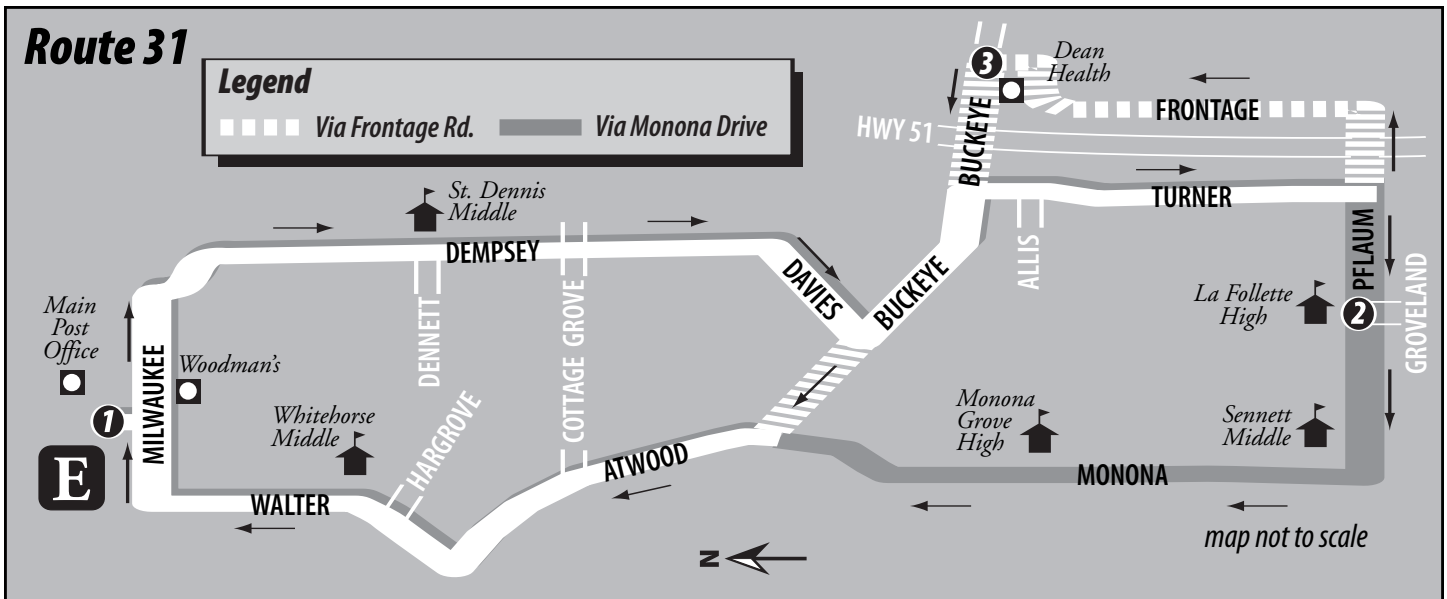 Route 31
Legend
Via Frontage Rd.
Via Monona Drive
3
Dean
Health
FRONTAGE
HWY 51
BUCKEYE
TURNER
St. Dennis
Middle
DEMPSEY
DAVIES
BUCKEYE
ALLIS
PFLAUM
La Follette
High
2
GROVELAND
Main
Post
Office
Woodman's
MILWAUKEE
1
DENNETT
COTTAGE GROVE
Whitehorse
Middle
HARGROVE
Monona
Grove
High
Sennett
Middle
ATWOOD
MONONA
E
WALTER
N
map not to scale